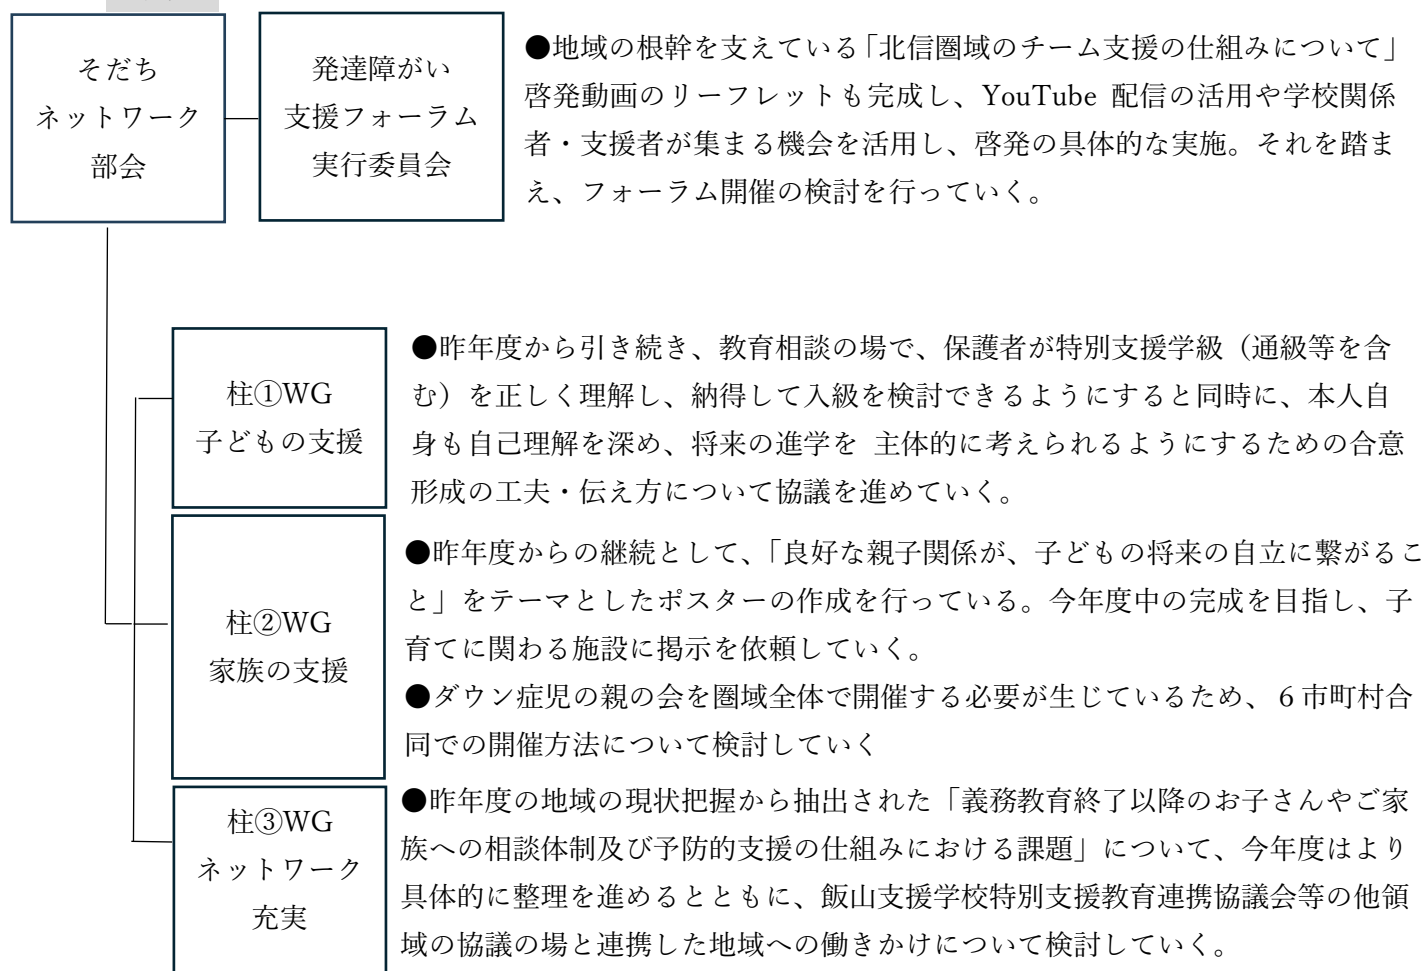 そだち
ネットワーク
部会
発達障がい
支援フォーラム
実行委員会
●地域の根幹を支えている「北信圏域のチーム支援の仕組みについて」
啓発動画のリーフレットも完成し、YouTube 配信の活用や学校関係
者・支援者が集まる機会を活用し、啓発の具体的な実施。それを踏ま
え、フォーラム開催の検討を行っていく。
柱①WG
子どもの支援
●昨年度から引き続き、教育相談の場で、保護者が特別支援学級（通級等を含
む）を正しく理解し、納得して入級を検討できるようにすると同時に、本人自
身も自己理解を深め、将来の進学を 主体的に考えられるようにするための合意
形成の工夫・伝え方について協議を進めていく。
柱②WG
家族の支援
●昨年度からの継続として、「良好な親子関係が、子どもの将来の自立に繋がるこ
と」をテーマとしたポスターの作成を行っている。今年度中の完成を目指し、子
育てに関わる施設に掲示を依頼していく。
●ダウン症児の親の会を圏域全体で開催する必要が生じているため、６市町村合
同での開催方法について検討していく
柱③WG
ネットワーク
充実
●昨年度の地域の現状把握から抽出された「義務教育終了以降のお子さんやご家
族への相談体制及び予防的支援の仕組みにおける課題」について、今年度はより
具体的に整理を進めるとともに、飯山支援学校特別支援教育連携協議会等の他領
域の協議の場と連携した地域への働きかけについて検討していく。